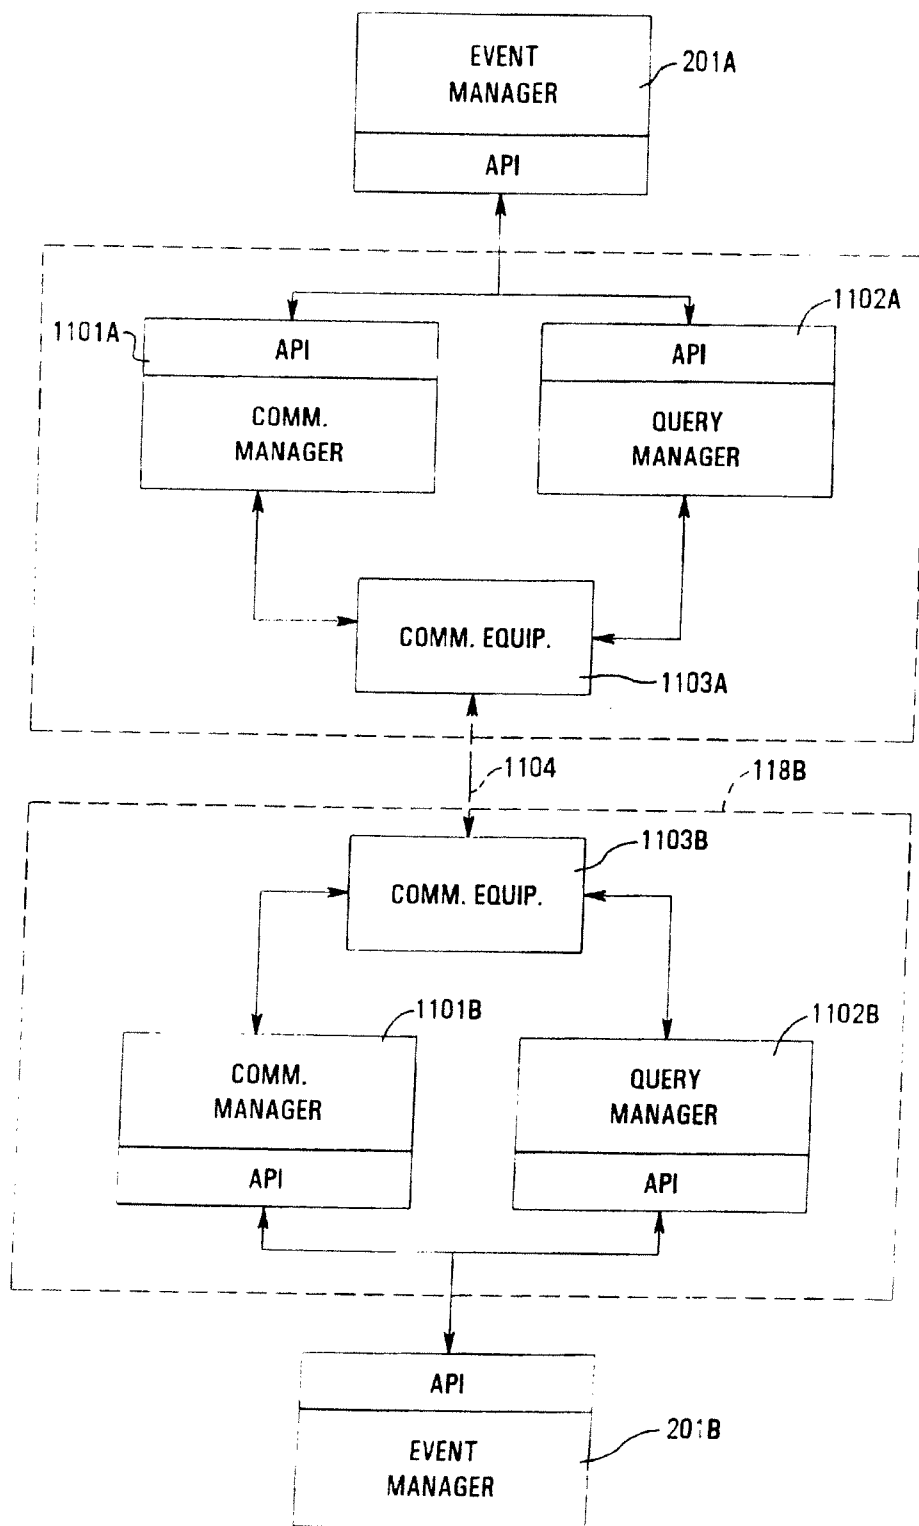 EVENT
MANAGER
201A
API
1102A
1101A
API
API
COMM.
MANAGER
QUERY
MANAGER
COMM. EQUIP.
1103A
1104
118B
1103B
COMM. EQUIP.
1101B
1102B
COMM.
MANAGER
QUERY
MANAGER
API
API
API
201B
EVENT
MANAGER